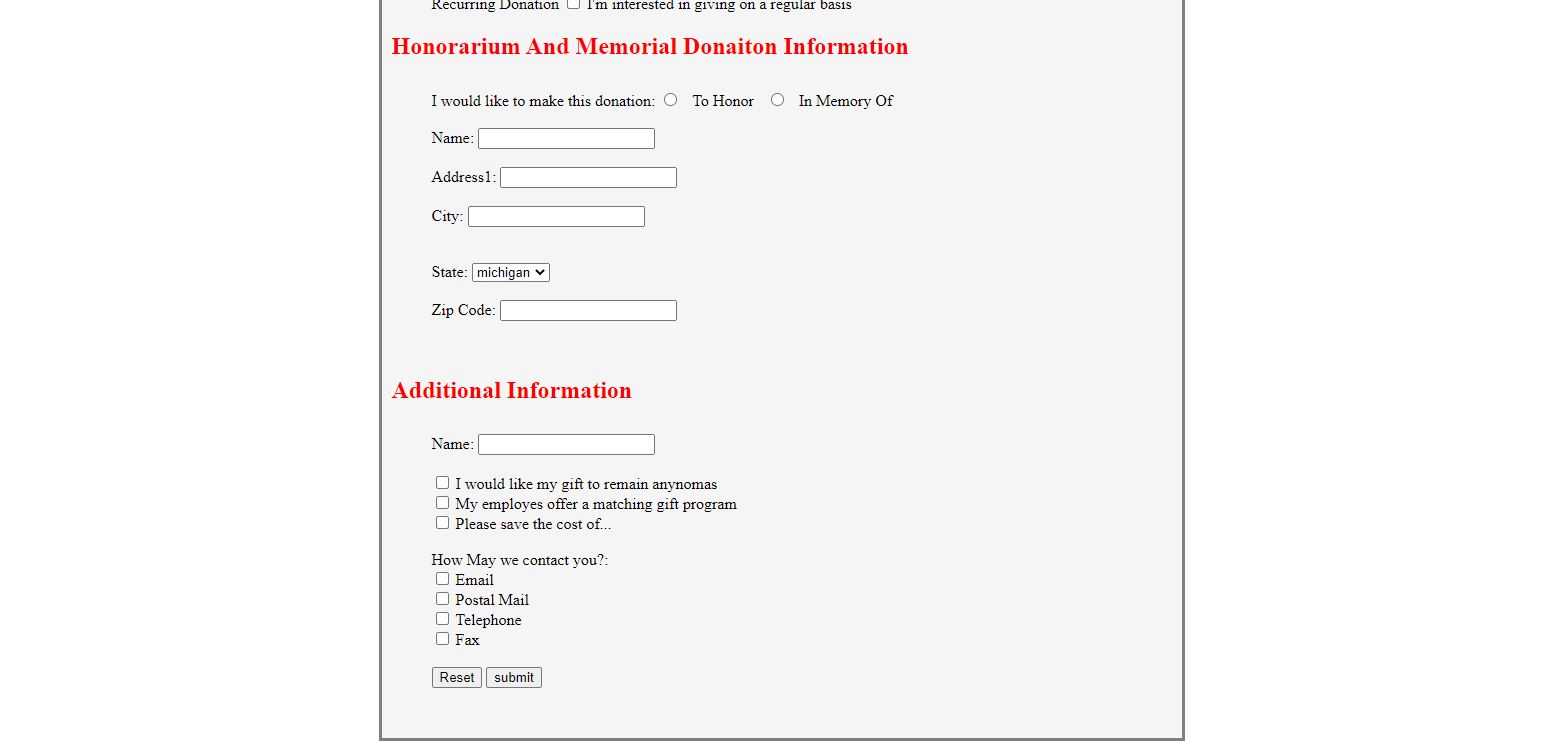 Recurring Donation I'm interested in giving on a regular basis
Honorarium And Memorial Donaiton Information
I would like to make this donation: To Honor In Memory Of
Name:
Address1:
City:
State: michigan
Zip Code:
Additional Information
Name:
I would like my gift to remain anynomas
My employes offer a matching gift program
Please save the cost of...
How May we contact you?:
Email
Postal Mail
Telephone
Fax
Reset submit